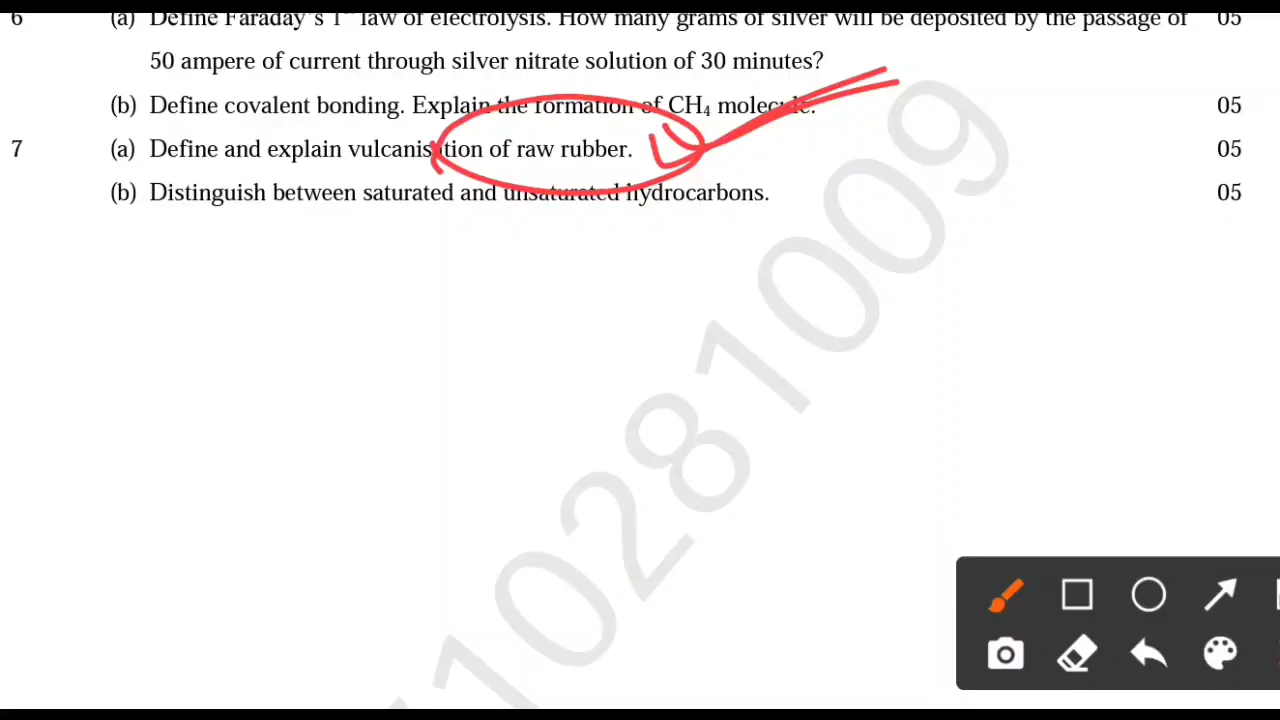 6 (a) Define Faraday's 1st law of electrolysis. How many grams of silver will be deposited by the passage of 05
50 ampere of current through silver nitrate solution of 30 minutes?
(b) Define covalent bonding. Explain the formation of CH₄ molecule. 05
7 (a) Define and explain vulcanisation of raw rubber. 05
(b) Distinguish between saturated and unsaturated hydrocarbons. 05
10281009